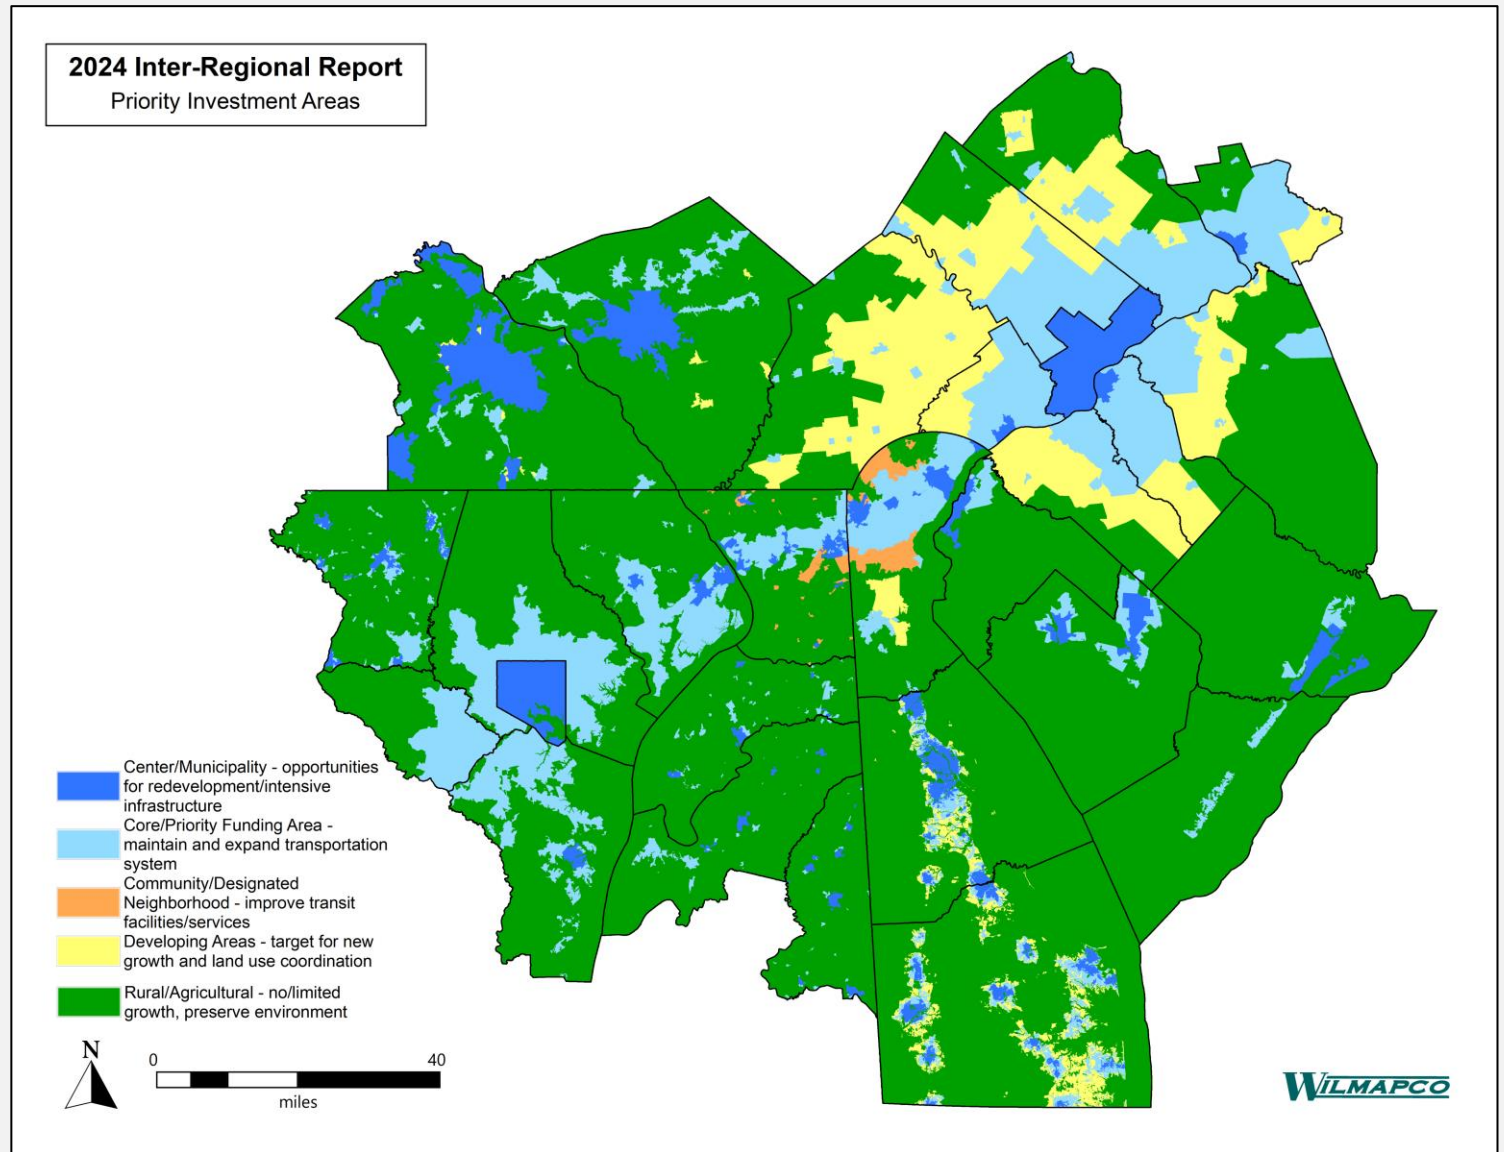 2024 Inter-Regional Report
Priority Investment Areas
Center/Municipality - opportunities
for redevelopment/intensive
infrastructure
Core/Priority Funding Area -
maintain and expand transportation
system
Community/Designated
Neighborhood - improve transit
facilities/services
Developing Areas - target for new
growth and land use coordination
Rural/Agricultural - no/limited
growth, preserve environment
N
0 40
miles
WILMAPCO